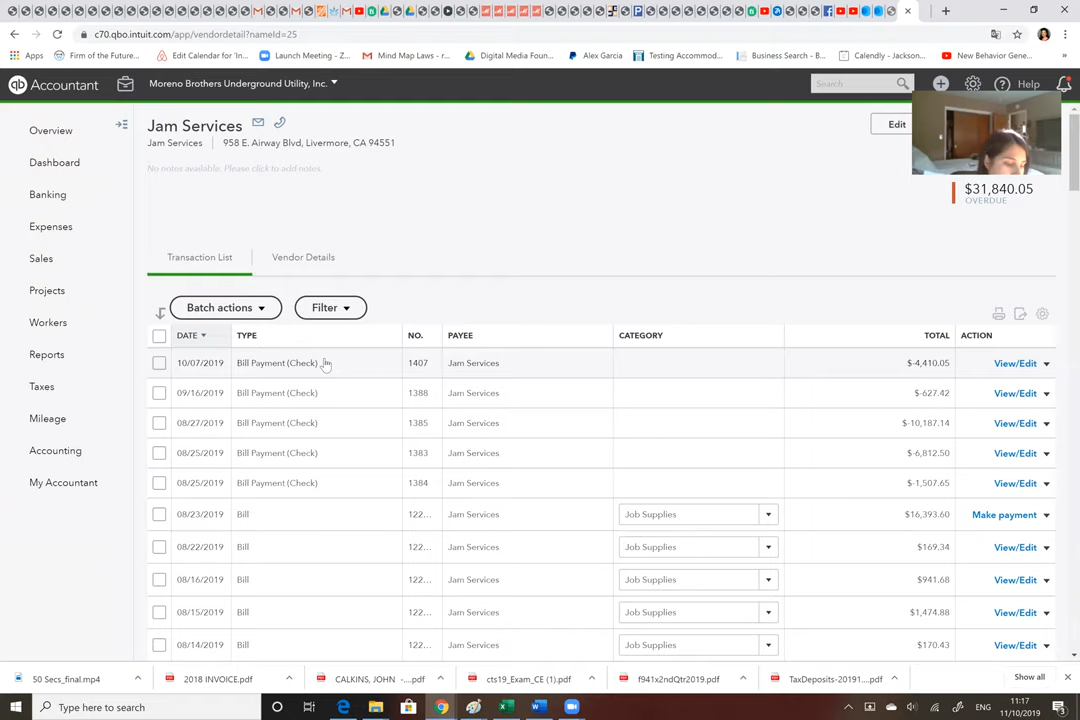 c70.qbo.intuit.com/app/vendordetail?nameId=25
Apps
Firm of the Future...
Edit Calendar for 'In...
Launch Meeting - Z...
Mind Map Laws - r...
Digital Media Foun...
Alex Garcia
Testing Accommod...
Business Search - B...
Calendly - Jackson...
New Behavior Gene...
qb Accountant
Moreno Brothers Underground Utility, Inc.
Search
Help
Overview
Dashboard
Banking
Expenses
Sales
Projects
Workers
Reports
Taxes
Mileage
Accounting
My Accountant
Jam Services
Edit
Jam Services
958 E. Airway Blvd, Livermore, CA 94551
No notes available. Please click to add notes.
$31,840.05
OVERDUE
Transaction List
Vendor Details
Batch actions
Filter
DATE TYPE NO. PAYEE CATEGORY TOTAL ACTION
10/07/2019 Bill Payment (Check) 1407 Jam Services $-4,410.05 View/Edit
09/16/2019 Bill Payment (Check) 1388 Jam Services $-627.42 View/Edit
08/27/2019 Bill Payment (Check) 1385 Jam Services $-10,187.14 View/Edit
08/25/2019 Bill Payment (Check) 1383 Jam Services $-6,812.50 View/Edit
08/25/2019 Bill Payment (Check) 1384 Jam Services $-1,507.65 View/Edit
08/23/2019 Bill 122... Jam Services Job Supplies $16,393.60 Make payment
08/22/2019 Bill 122... Jam Services Job Supplies $169.34 View/Edit
08/16/2019 Bill 122... Jam Services Job Supplies $941.68 View/Edit
08/15/2019 Bill 122... Jam Services Job Supplies $1,474.88 View/Edit
08/14/2019 Bill 122... Jam Services Job Supplies $170.43 View/Edit
50 Secs_final.mp4
2018 INVOICE.pdf
CALKINS, JOHN -....pdf
cts19_Exam_CE (1).pdf
f941x2ndQtr2019.pdf
TaxDeposits-20191....pdf
Show all
Type here to search
11:17
11/10/2019